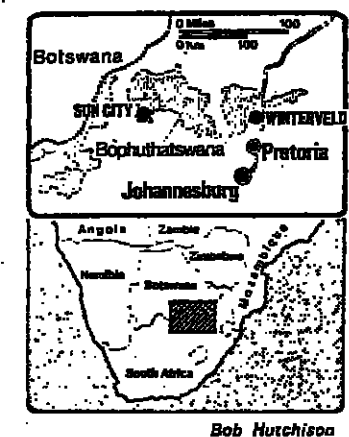 0 Miles 100
0 km 100
Botswana
SUN CITY
WINTERVELD
Bophuthatswana
Pretoria
Johannesburg
Angola
Zambia
Zimbabwe
Mozambique
Namibia
Botswana
South Africa
Bob Hutchison